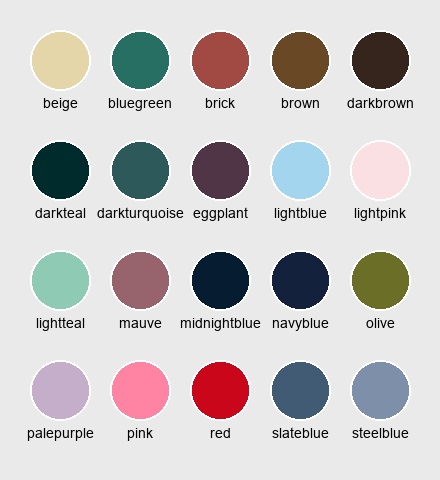 beige bluegreen brick brown darkbrown
darkteal darkturquoise eggplant lightblue lightpink
lightteal mauve midnightblue navyblue olive
palepurple pink red slateblue steelblue